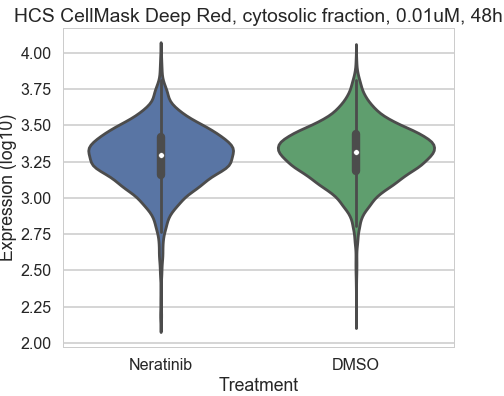 HCS CellMask Deep Red, cytosolic fraction, 0.01uM, 48h
Expression (log10)
4.00
3.75
3.50
3.25
3.00
2.75
2.50
2.25
2.00
Neratinib
DMSO
Treatment